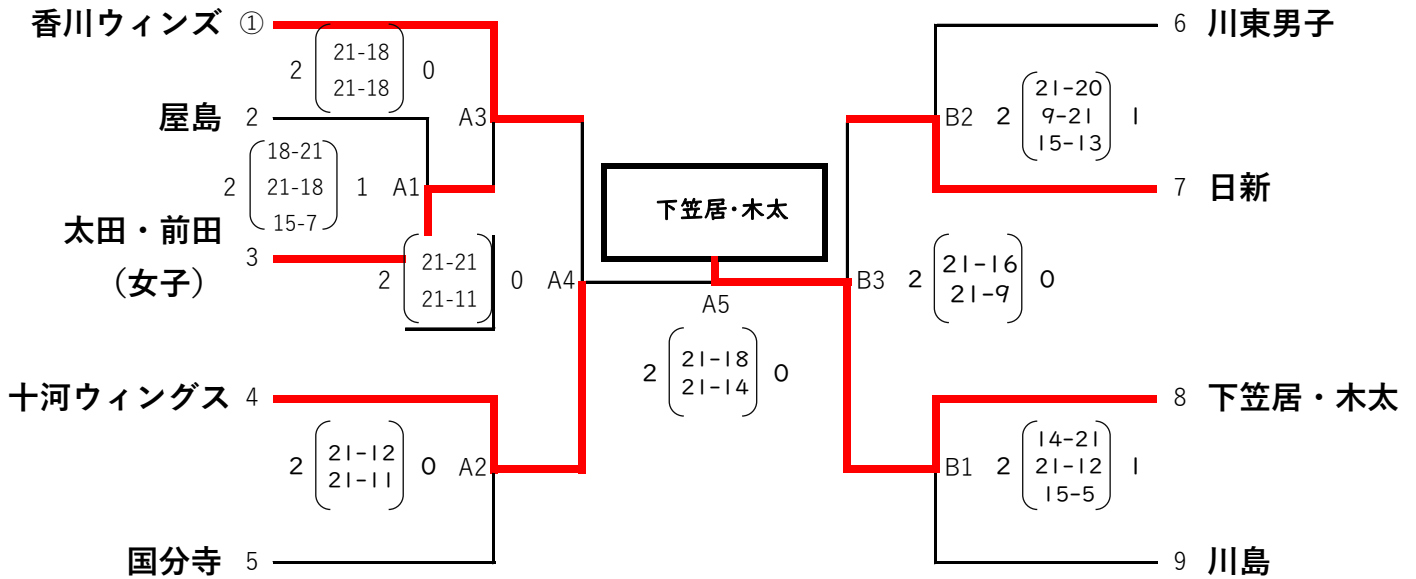 香川ウィンズ ①
2 21-18 0
21-18
屋島 2
A3
18-21
2 21-18 1 A1
15-7
太田・前田
3
(女子)
2 21-21 0 A4
21-11
十河ウィングス 4
2 21-12 0 A2
21-11
国分寺 5
下笠居・木太
A5
2 21-18 0
21-14
6 川東男子
B2 2 21-20 1
9-21
15-13
7 日新
B3 2 21-16 0
21-9
8 下笠居・木太
B1 2 14-21 1
21-12
15-5
9 川島